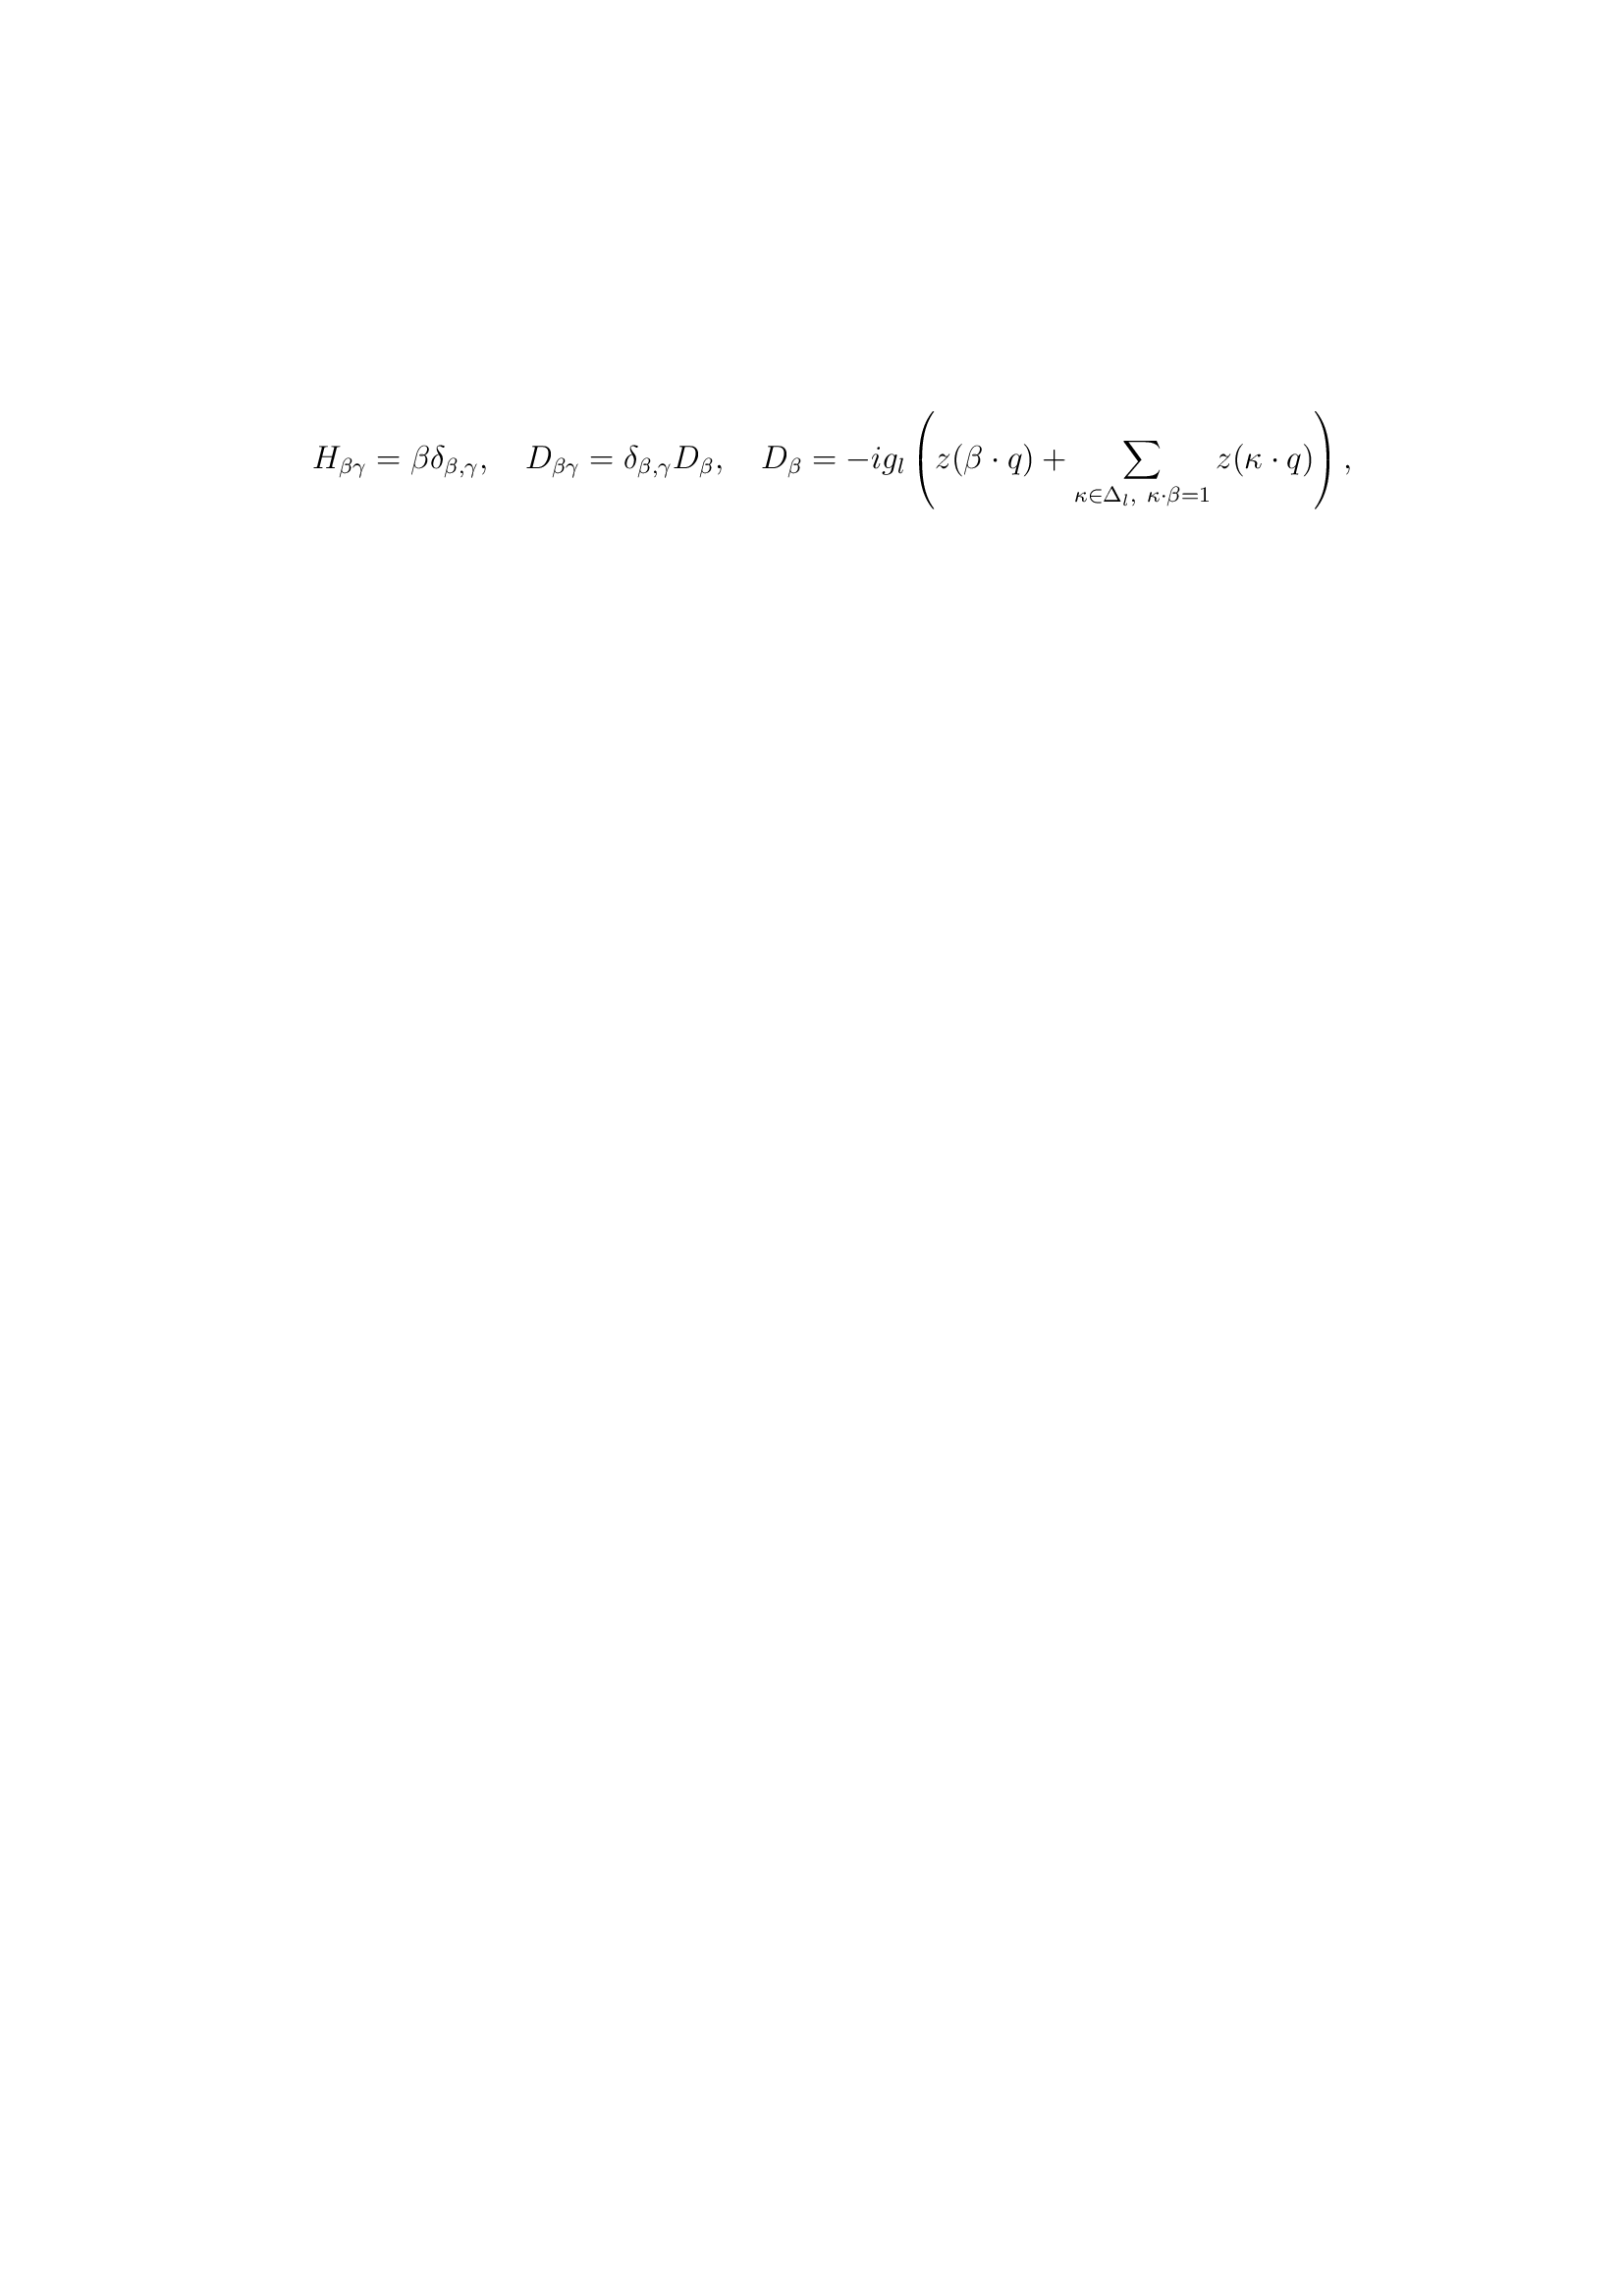 $H_{\beta\gamma} = \beta\delta_{\beta,\gamma}, \quad D_{\beta\gamma} = \delta_{\beta,\gamma}D_{\beta}, \quad D_{\beta} = -ig_l \left( z(\beta \cdot q) + \sum_{\kappa \in \Delta_l,\ \kappa \cdot \beta = 1} z(\kappa \cdot q) \right),$